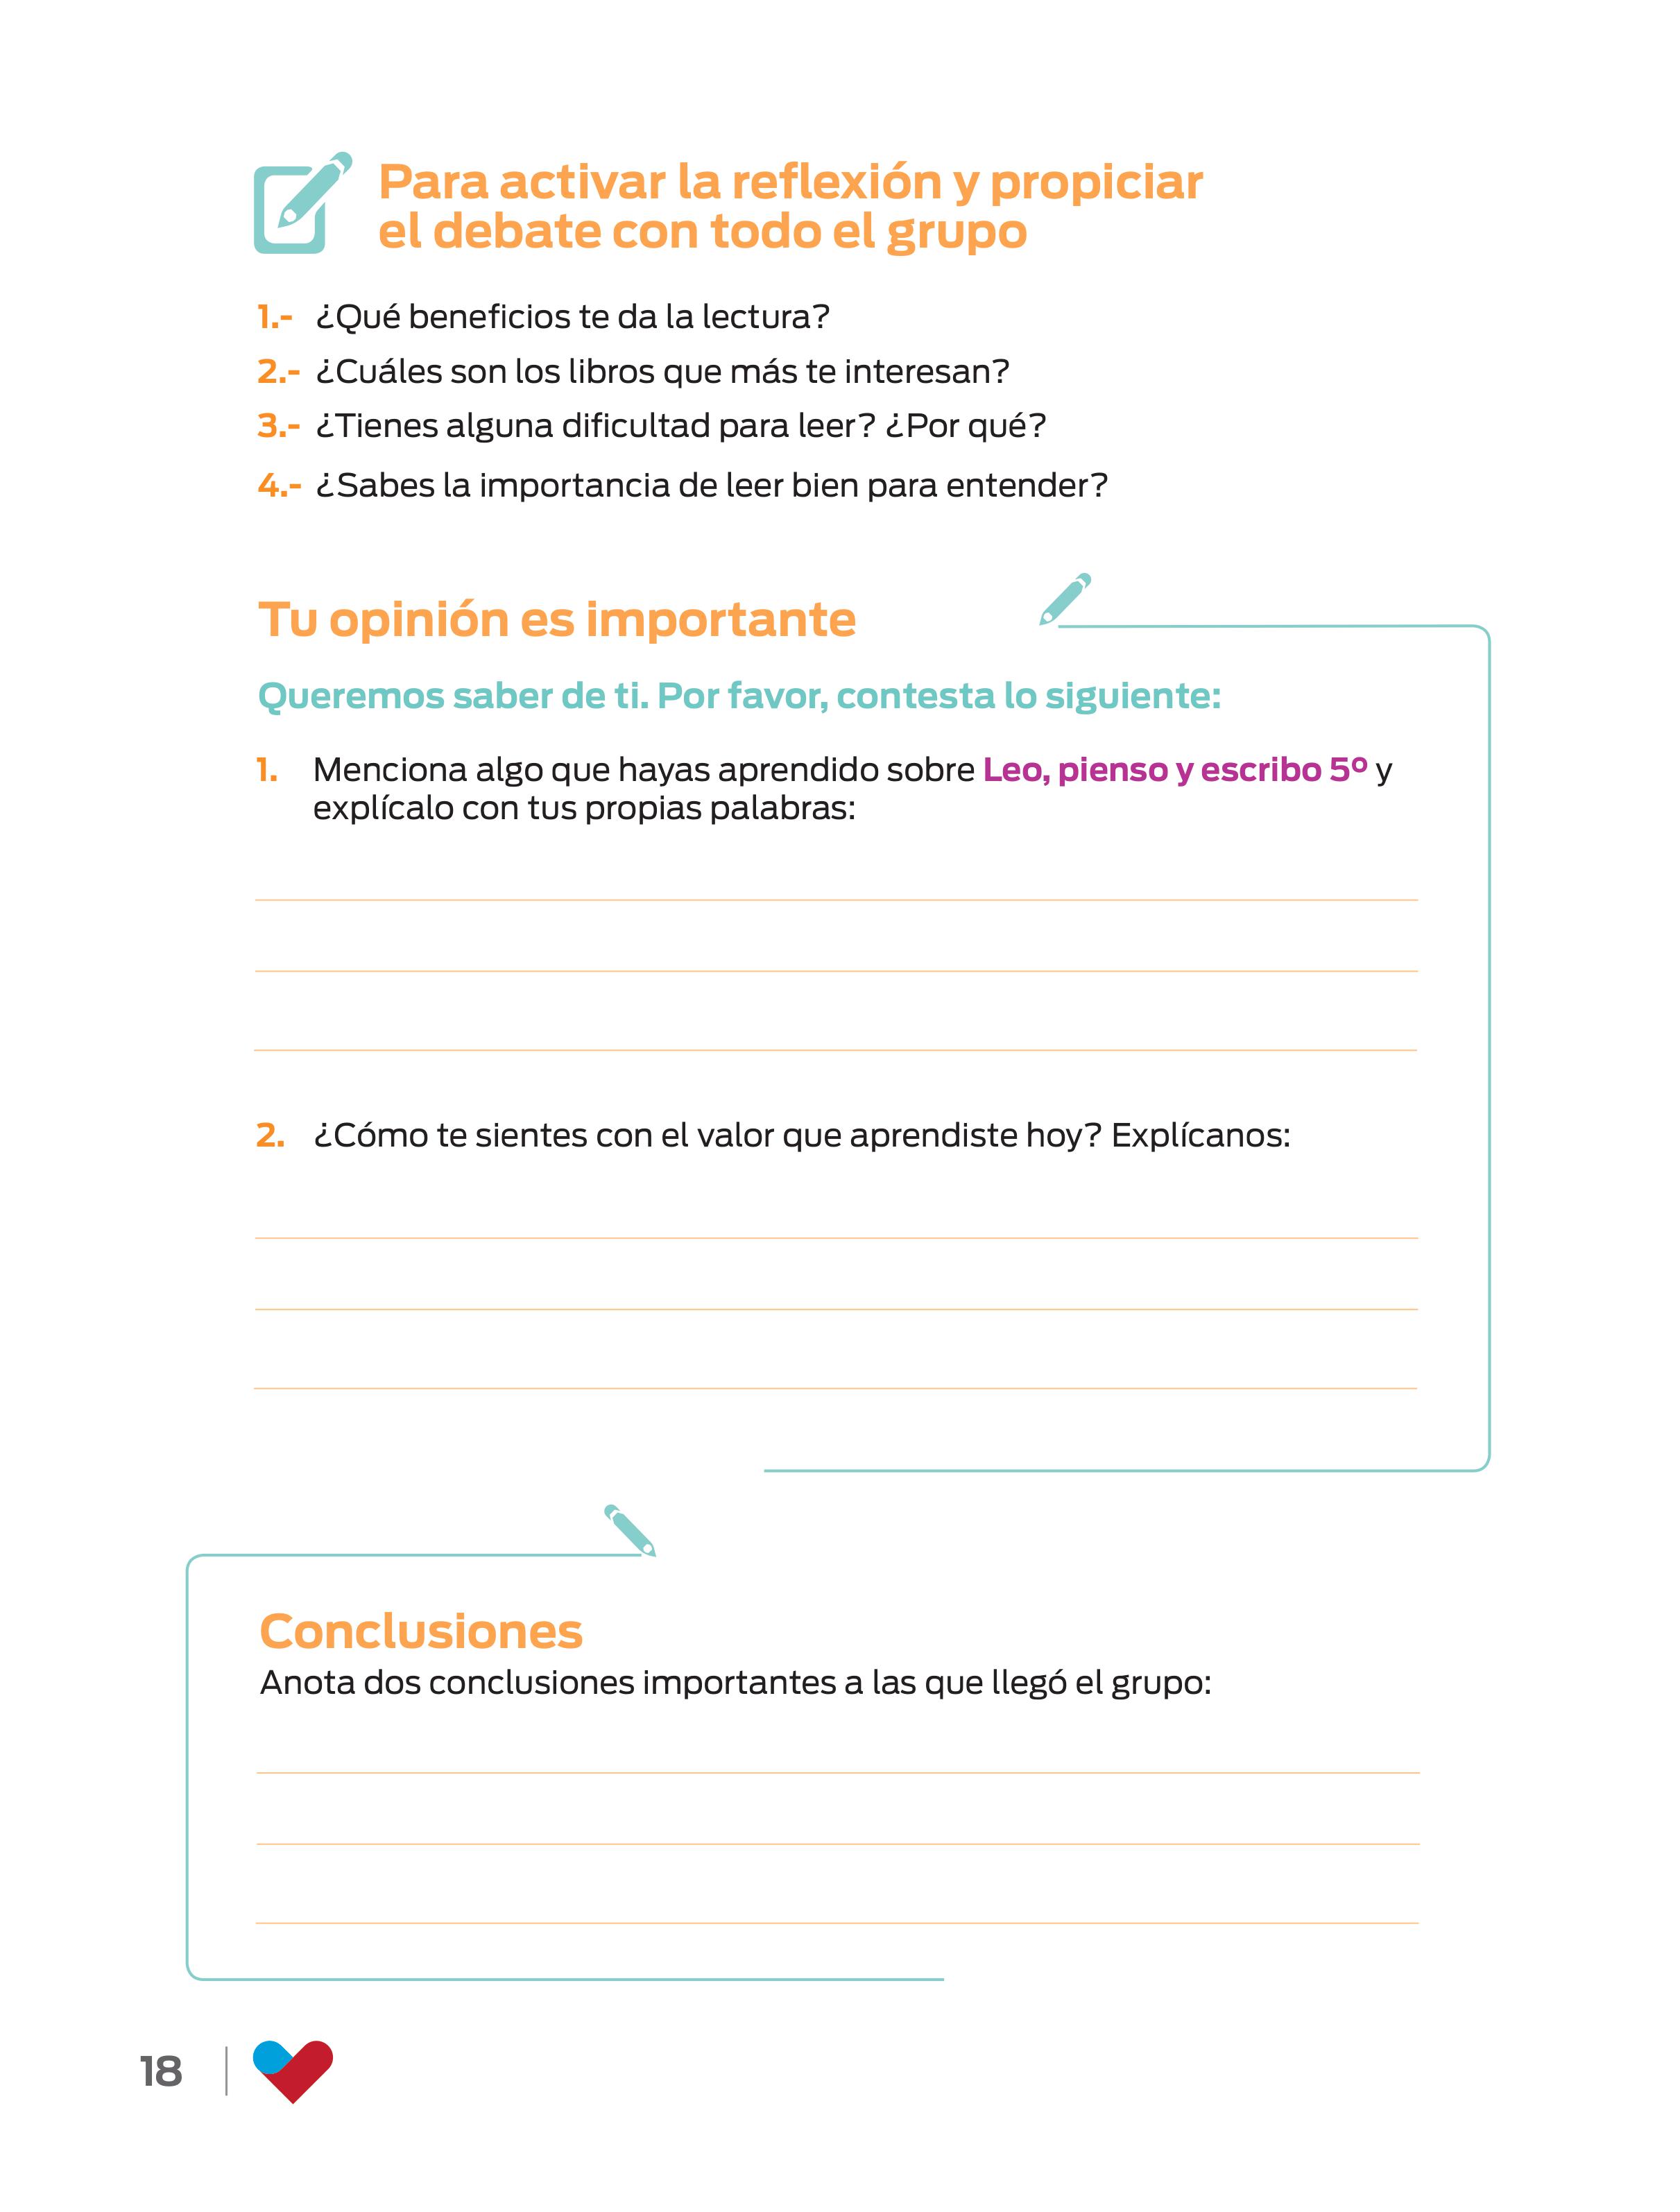 Para activar la reflexión y propiciar
el debate con todo el grupo
1.- ¿Qué beneficios te da la lectura?
2.- ¿Cuáles son los libros que más te interesan?
3.- ¿Tienes alguna dificultad para leer? ¿Por qué?
4.- ¿Sabes la importancia de leer bien para entender?
Tu opinión es importante
Queremos saber de ti. Por favor, contesta lo siguiente:
1. Menciona algo que hayas aprendido sobre Leo, pienso y escribo 5º y
explícalo con tus propias palabras:
2. ¿Cómo te sientes con el valor que aprendiste hoy? Explícanos:
Conclusiones
Anota dos conclusiones importantes a las que llegó el grupo:
18